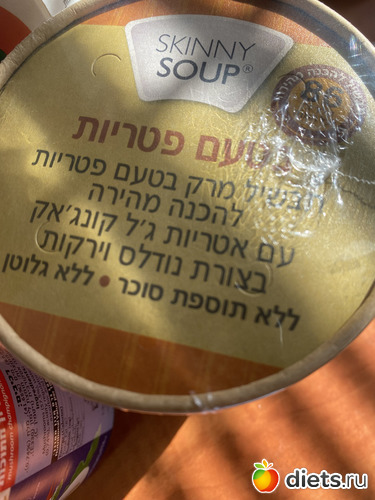 SKINNY
SOUP®
בטעם פטריות
תבשיל מרק בטעם פטריות
להכנה מהירה
עם אטריות ג'ל קונג'אק
בצורת נודלס וירקות
ללא תוספת סוכר • ללא גלוטן
diets.ru